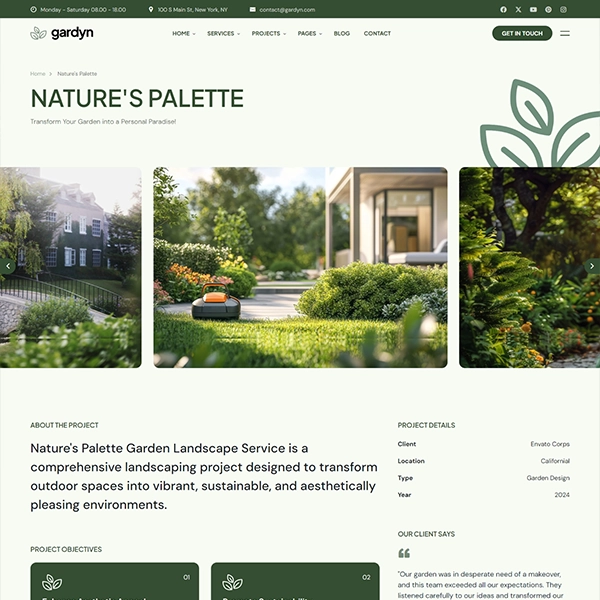 Monday - Saturday 08.00 - 18.00
100 S Main St, New York, NY
contact@gardyn.com
gardyn
HOME
SERVICES
PROJECTS
PAGES
BLOG
CONTACT
GET IN TOUCH
Home > Nature's Palette
NATURE'S PALETTE
Transform Your Garden into a Personal Paradise!
ABOUT THE PROJECT
Nature's Palette Garden Landscape Service is a
comprehensive landscaping project designed to transform
outdoor spaces into vibrant, sustainable, and aesthetically
pleasing environments.
PROJECT OBJECTIVES
01
02
PROJECT DETAILS
Client Envato Corps
Location Californial
Type Garden Design
Year 2024
OUR CLIENT SAYS
"Our garden was in desperate need of a makeover,
and this team exceeded all our expectations. They
listened carefully to our ideas and transformed our